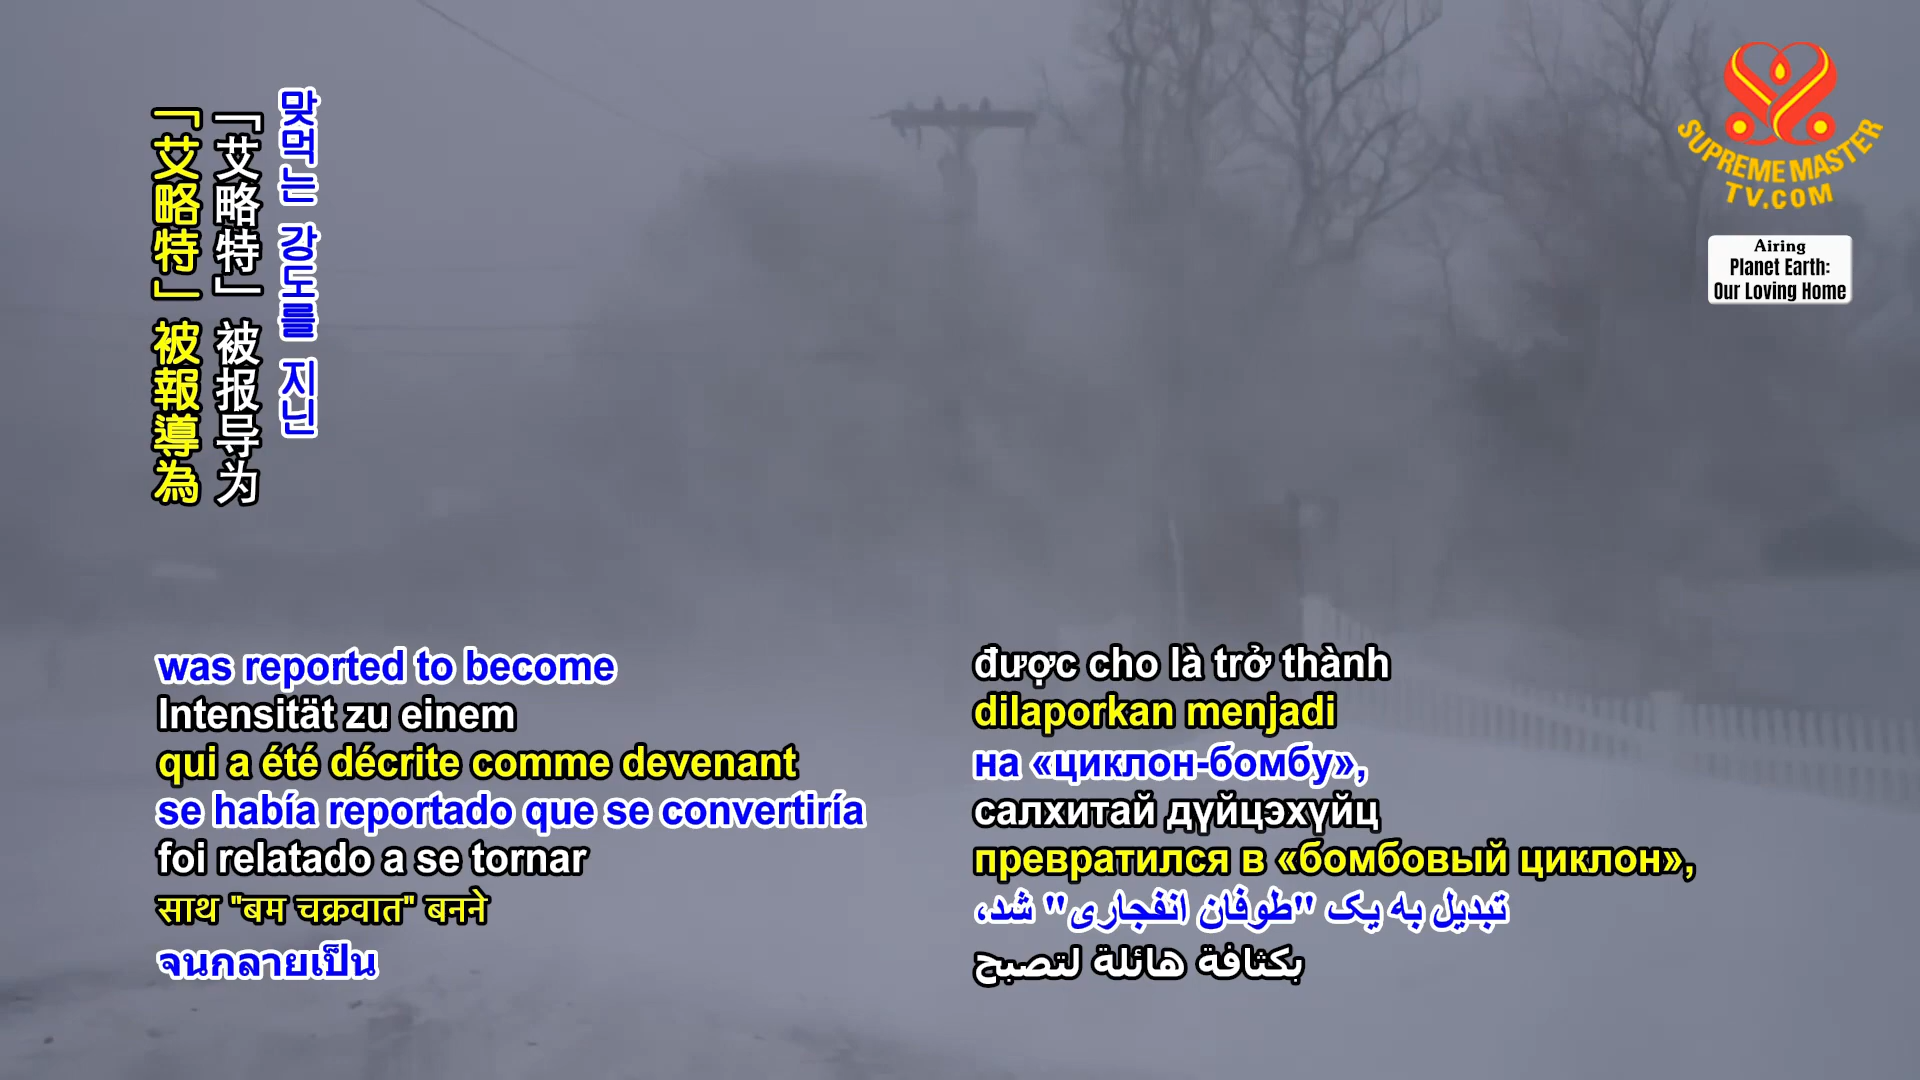 맞먹는 강도를 지닌
「艾略特」被报导为
「艾略特」被報導為
SUPREME MASTER
TV.COM
Airing
Planet Earth:
Our Loving Home
was reported to become
Intensität zu einem
qui a été décrite comme devenant
se había reportado que se convertiría
foi relatado a se tornar
साथ "बम चक्रवात" बनने
จนกลายเป็น
được cho là trở thành
dilaporkan menjadi
на «циклон-бомбу»,
салхитай дүйцэхүйц
превратился в «бомбовый циклон»,
تبدیل به یک "طوفان انفجاری" شد،
بكثافة هائلة لتصبح